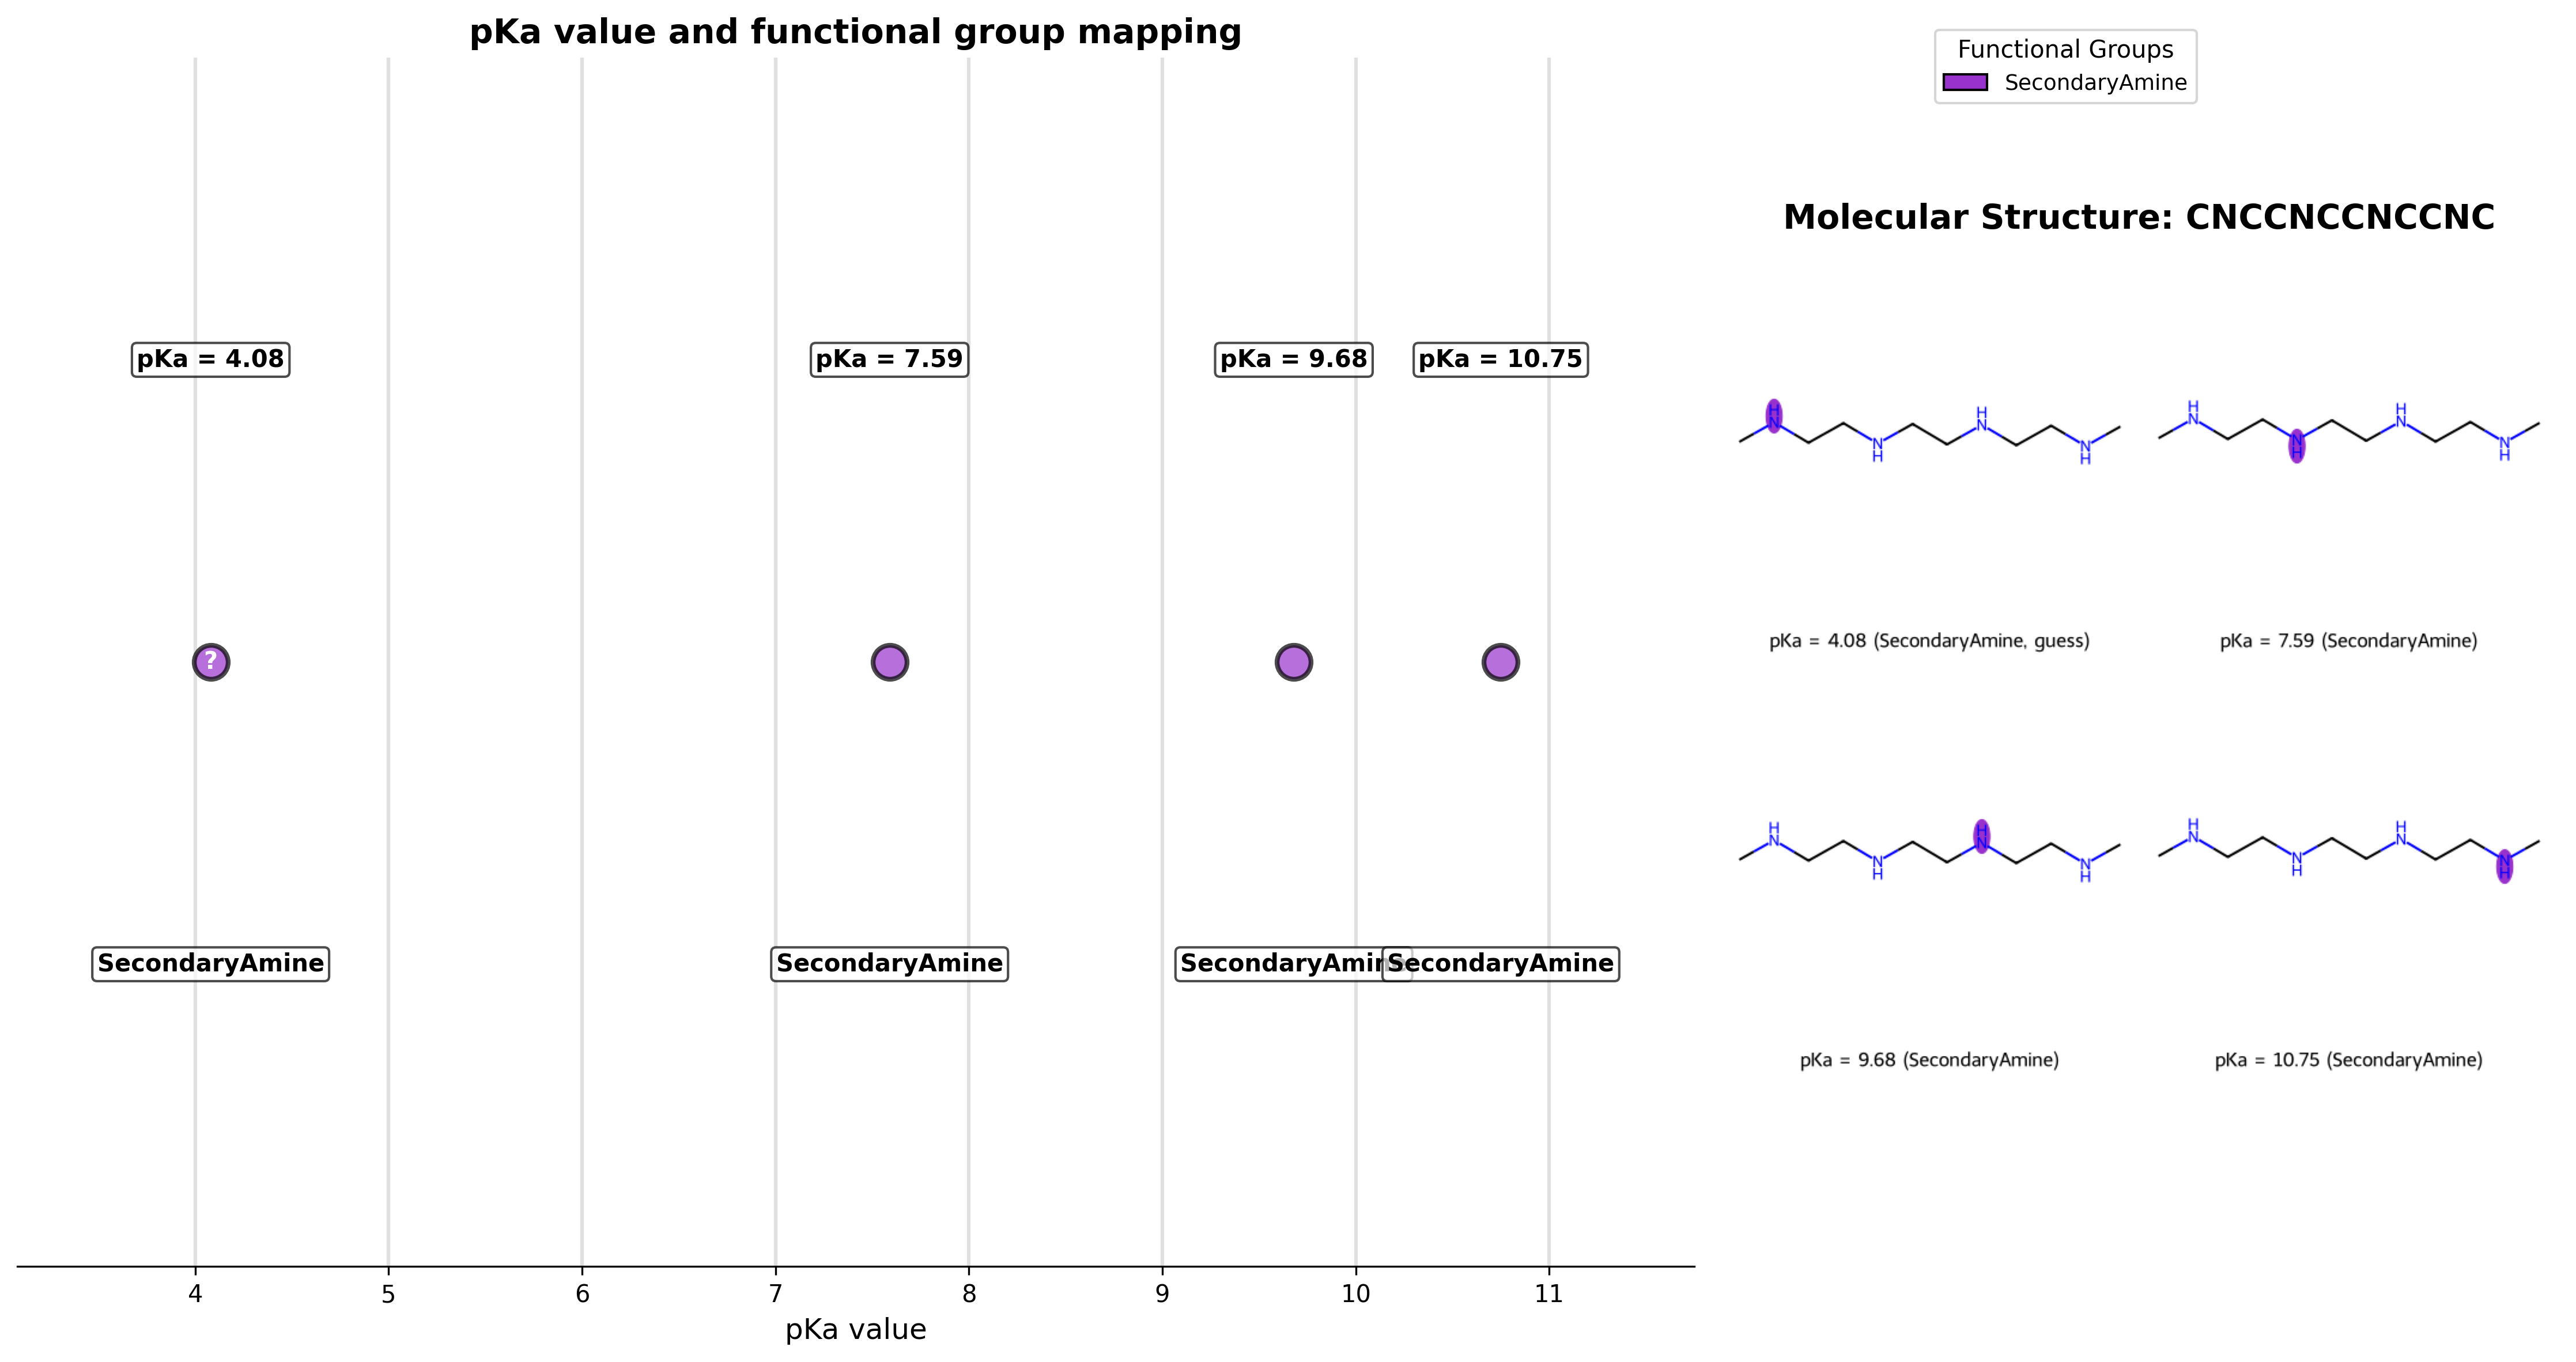 pKa value and functional group mapping
pKa = 4.08
pKa = 7.59
pKa = 9.68
pKa = 10.75
?
SecondaryAmine
SecondaryAmine
SecondaryAmine
SecondaryAmine
4
5
6
7
8
9
10
11
pKa value
Functional Groups
SecondaryAmine
Molecular Structure: CNCCNCCNCCNC
H
N
N
H
H
N
N
H
H
N
N
H
H
N
N
H
pKa = 4.08 (SecondaryAmine, guess)
pKa = 7.59 (SecondaryAmine)
H
N
N
H
H
N
N
H
H
N
N
H
H
N
N
H
pKa = 9.68 (SecondaryAmine)
pKa = 10.75 (SecondaryAmine)